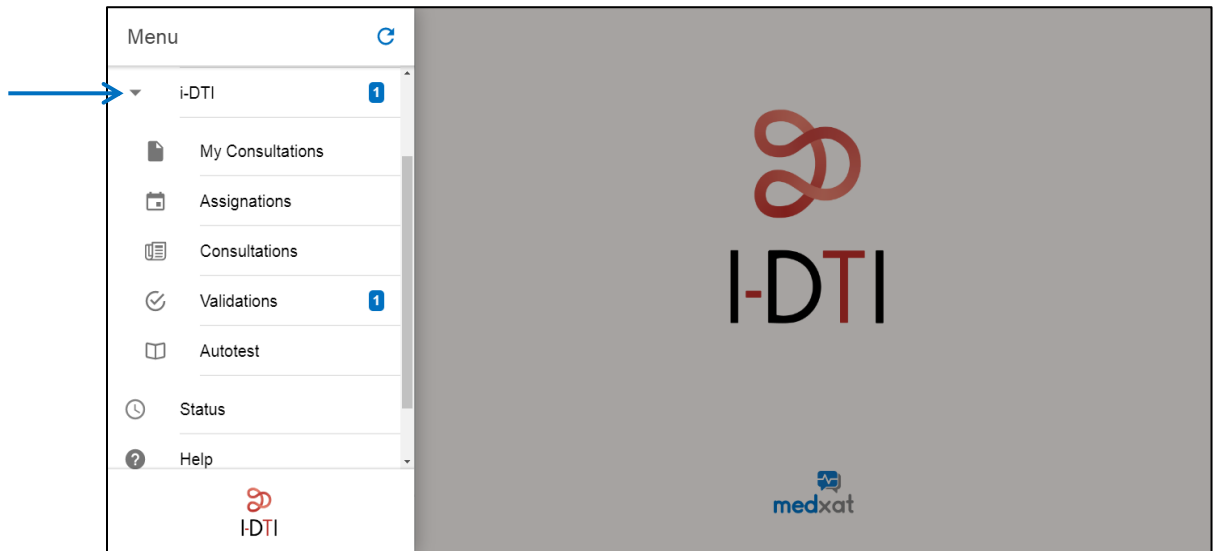 Menu
i-DTI 1
My Consultations
Assignations
Consultations
Validations 1
Autotest
Status
Help
I-DTI
I-DTI
medxat